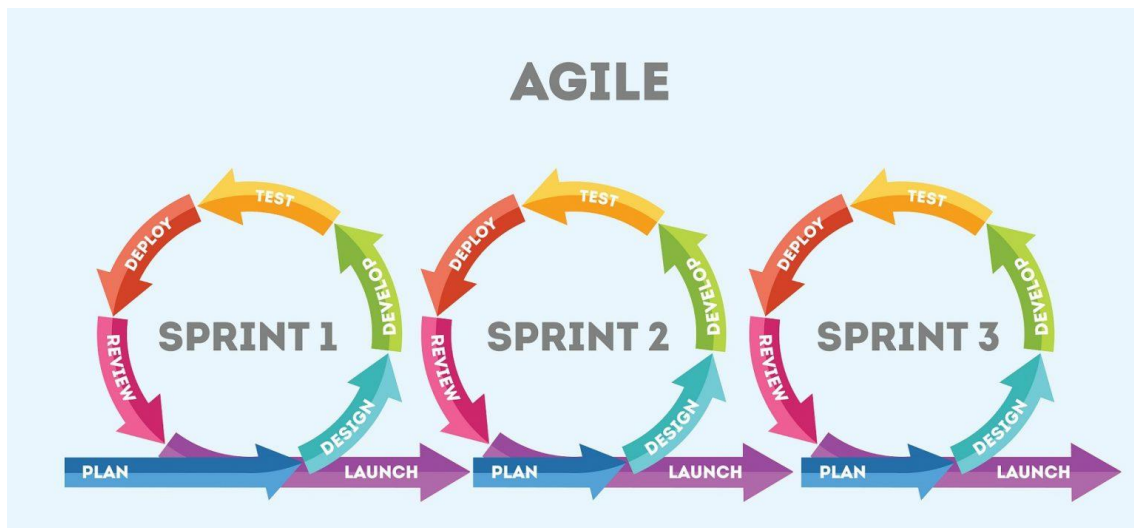 AGILE
TEST
DEPLOY
DEVELOP
SPRINT 1
REVIEW
DESIGN
PLAN
LAUNCH
TEST
DEPLOY
DEVELOP
SPRINT 2
REVIEW
DESIGN
PLAN
LAUNCH
TEST
DEPLOY
DEVELOP
SPRINT 3
REVIEW
DESIGN
PLAN
LAUNCH